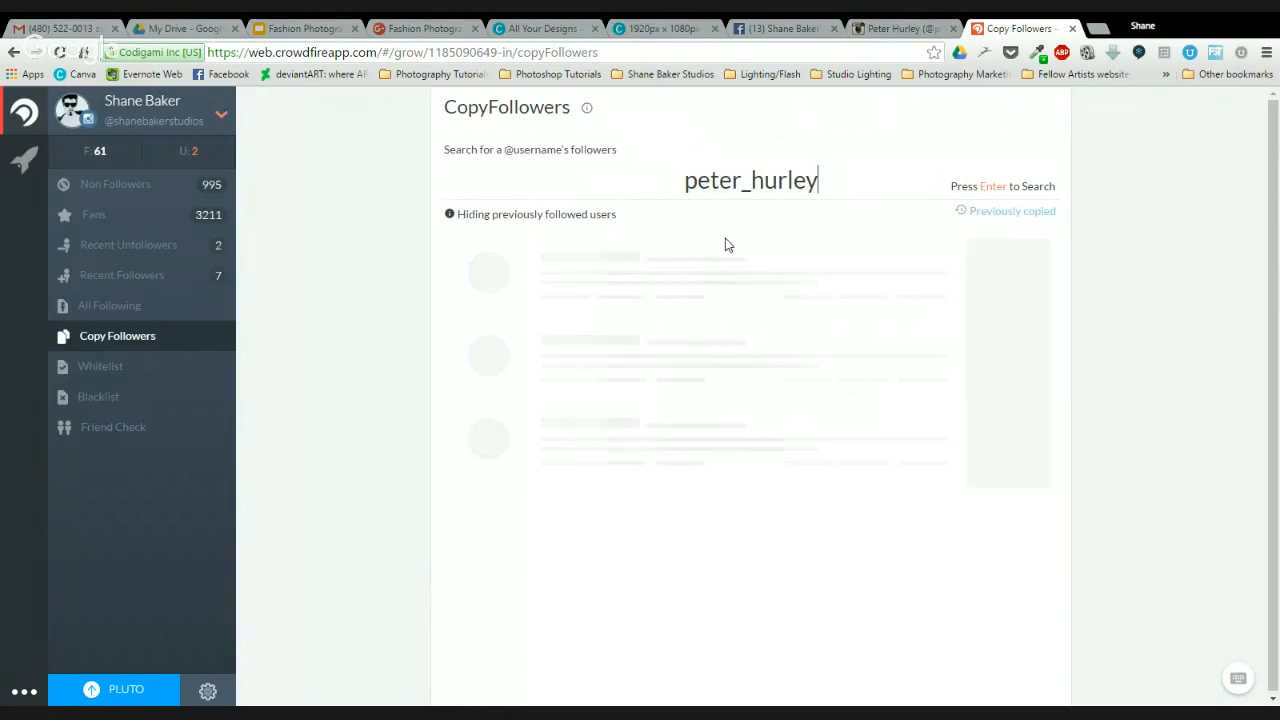 (480) 522-0013 s
My Drive - Googl
Fashion Photogra
Fashion Photogra
All Your Designs -
1920px x 1080px
(13) Shane Baker
Peter Hurley (@p
Copy Followers -
Shane
Codigami Inc [US]
https://web.crowdfireapp.com/#/grow/1185090649-in/copyFollowers
Apps
Canva
Evernote Web
Facebook
deviantART: where A
Photography Tutorial
Photoshop Tutorials
Shane Baker Studios
Lighting/Flash
Studio Lighting
Photography Marketi
Fellow Artists website
»
Other bookmarks
Shane Baker
@shanebakerstudios
F: 61
U: 2
Non Followers 995
Fans 3211
Recent Unfollowers 2
Recent Followers 7
All Following
Copy Followers
Whitelist
Blacklist
Friend Check
PLUTO
CopyFollowers
Search for a @username's followers
peter_hurley
Press Enter to Search
Hiding previously followed users
Previously copied